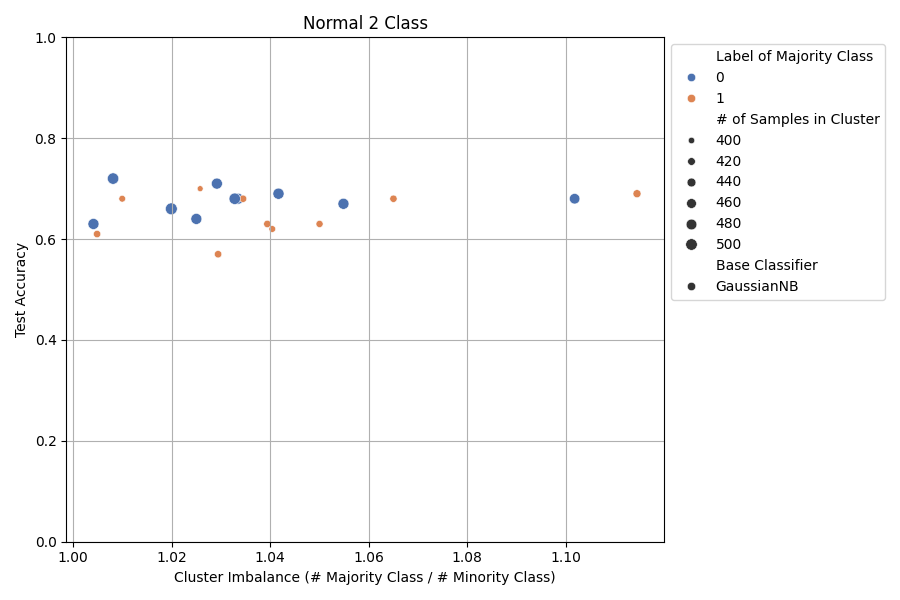 Normal 2 Class
1.0
0.8
0.6
0.4
0.2
0.0
Test Accuracy
1.00 1.02 1.04 1.06 1.08 1.10
Cluster Imbalance (# Majority Class / # Minority Class)
Label of Majority Class
0
1
# of Samples in Cluster
400
420
440
460
480
500
Base Classifier
GaussianNB